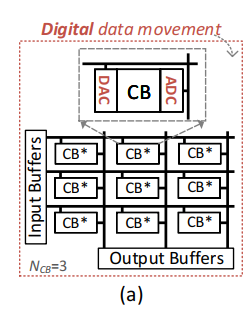 Digital data movement
DAC
CB
ADC
Input Buffers
CB* CB* CB*
CB* CB* CB*
CB* CB* CB*
N_CB=3
Output Buffers
(a)